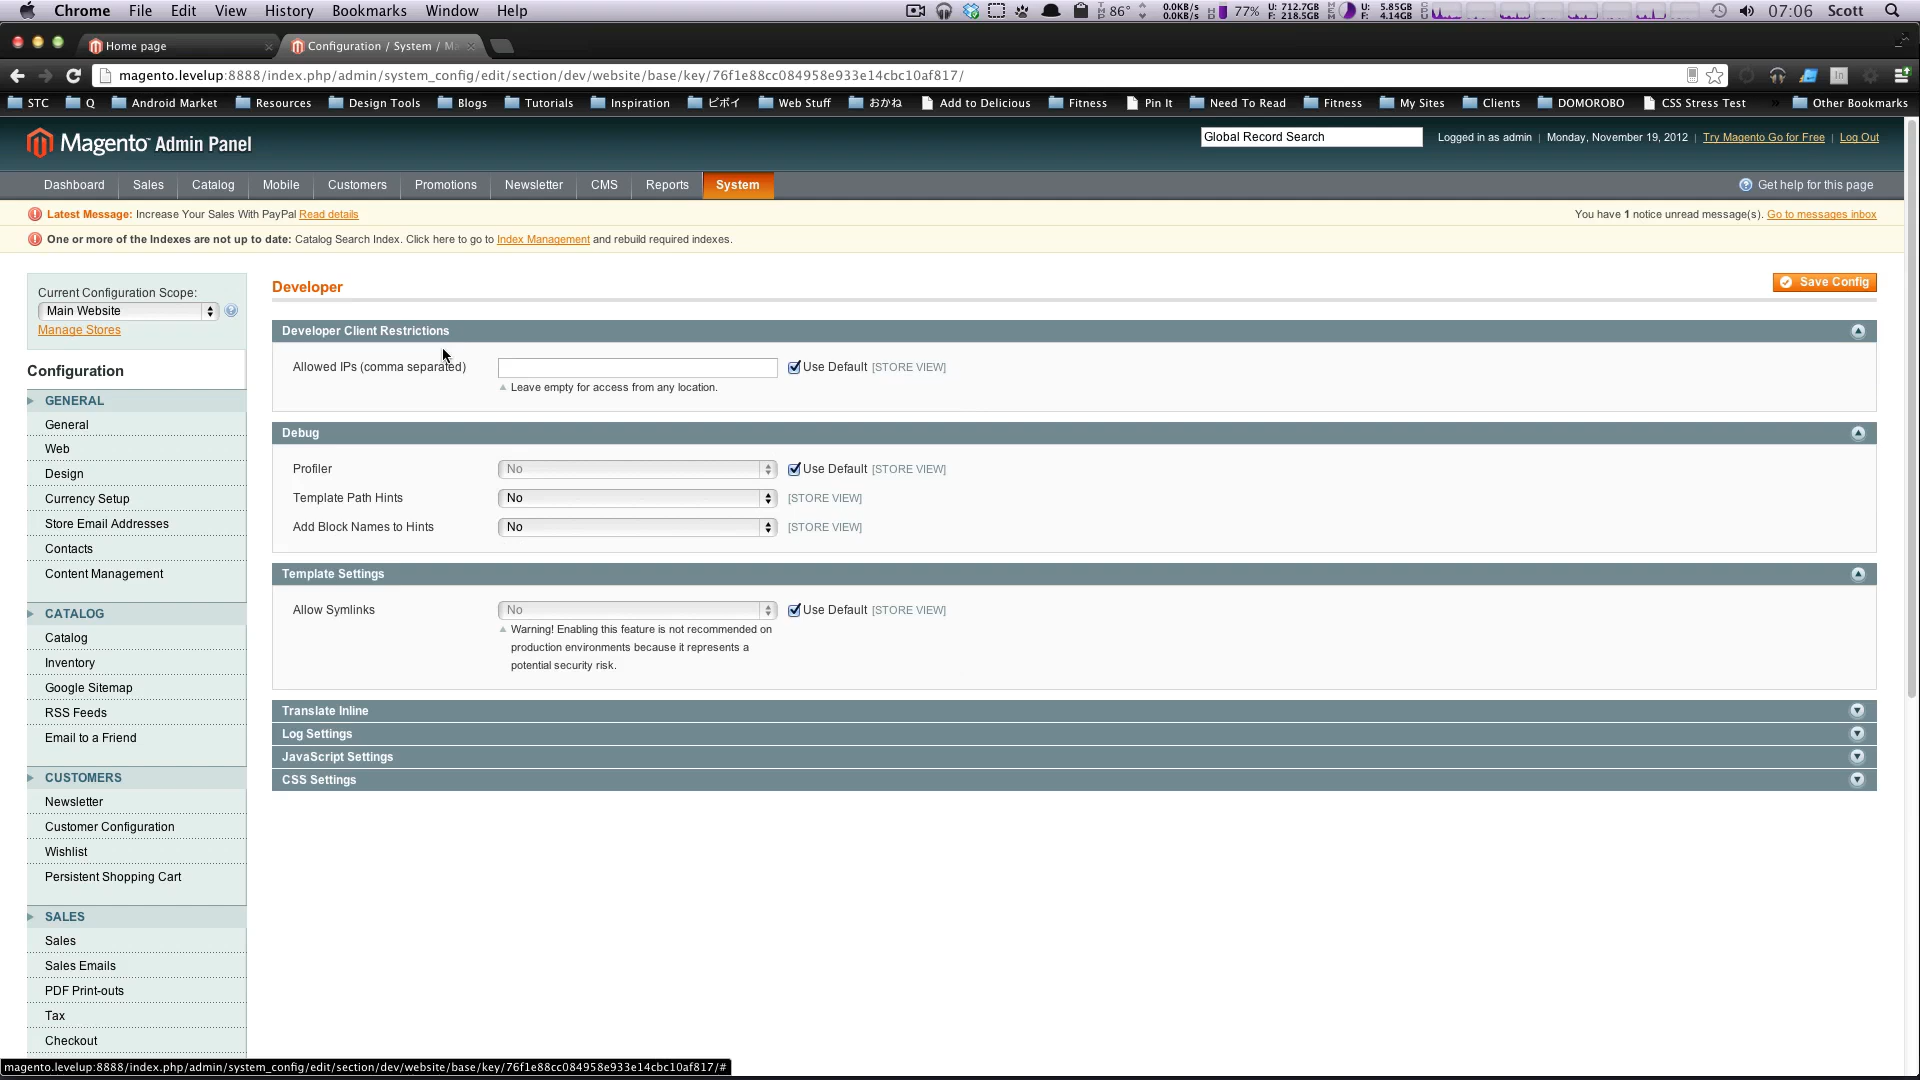 Chrome File Edit View History Bookmarks Window Help 86° 0.0KB/s 0.0KB/s 77% U: 712.7GB F: 218.5GB U: 5.85GB F: 4.14GB 07:06 Scott
Home page Configuration / System / Ma
magento.levelup:8888/index.php/admin/system_config/edit/section/dev/website/base/key/76f1e88cc084958e933e14cbc10af817/
STC Q Android Market Resources Design Tools Blogs Tutorials Inspiration ビボイ Web Stuff おかね Add to Delicious Fitness Pin It Need To Read Fitness My Sites Clients DOMOROBO CSS Stress Test » Other Bookmarks
Magento Admin Panel Global Record Search Logged in as admin | Monday, November 19, 2012 | Try Magento Go for Free | Log Out
Dashboard Sales Catalog Mobile Customers Promotions Newsletter CMS Reports System Get help for this page
Latest Message: Increase Your Sales With PayPal Read details You have 1 notice unread message(s). Go to messages inbox
One or more of the Indexes are not up to date: Catalog Search Index. Click here to go to Index Management and rebuild required indexes.
Current Configuration Scope:
Main Website
Manage Stores
Configuration
GENERAL
General
Web
Design
Currency Setup
Store Email Addresses
Contacts
Content Management
CATALOG
Catalog
Inventory
Google Sitemap
RSS Feeds
Email to a Friend
CUSTOMERS
Newsletter
Customer Configuration
Wishlist
Persistent Shopping Cart
SALES
Sales
Sales Emails
PDF Print-outs
Tax
Checkout
Developer Save Config
Developer Client Restrictions
Allowed IPs (comma separated) Use Default [STORE VIEW]
Leave empty for access from any location.
Debug
Profiler No Use Default [STORE VIEW]
Template Path Hints No [STORE VIEW]
Add Block Names to Hints No [STORE VIEW]
Template Settings
Allow Symlinks No Use Default [STORE VIEW]
Warning! Enabling this feature is not recommended on
production environments because it represents a
potential security risk.
Translate Inline
Log Settings
JavaScript Settings
CSS Settings
magento.levelup:8888/index.php/admin/system_config/edit/section/dev/website/base/key/76f1e88cc084958e933e14cbc10af817/#